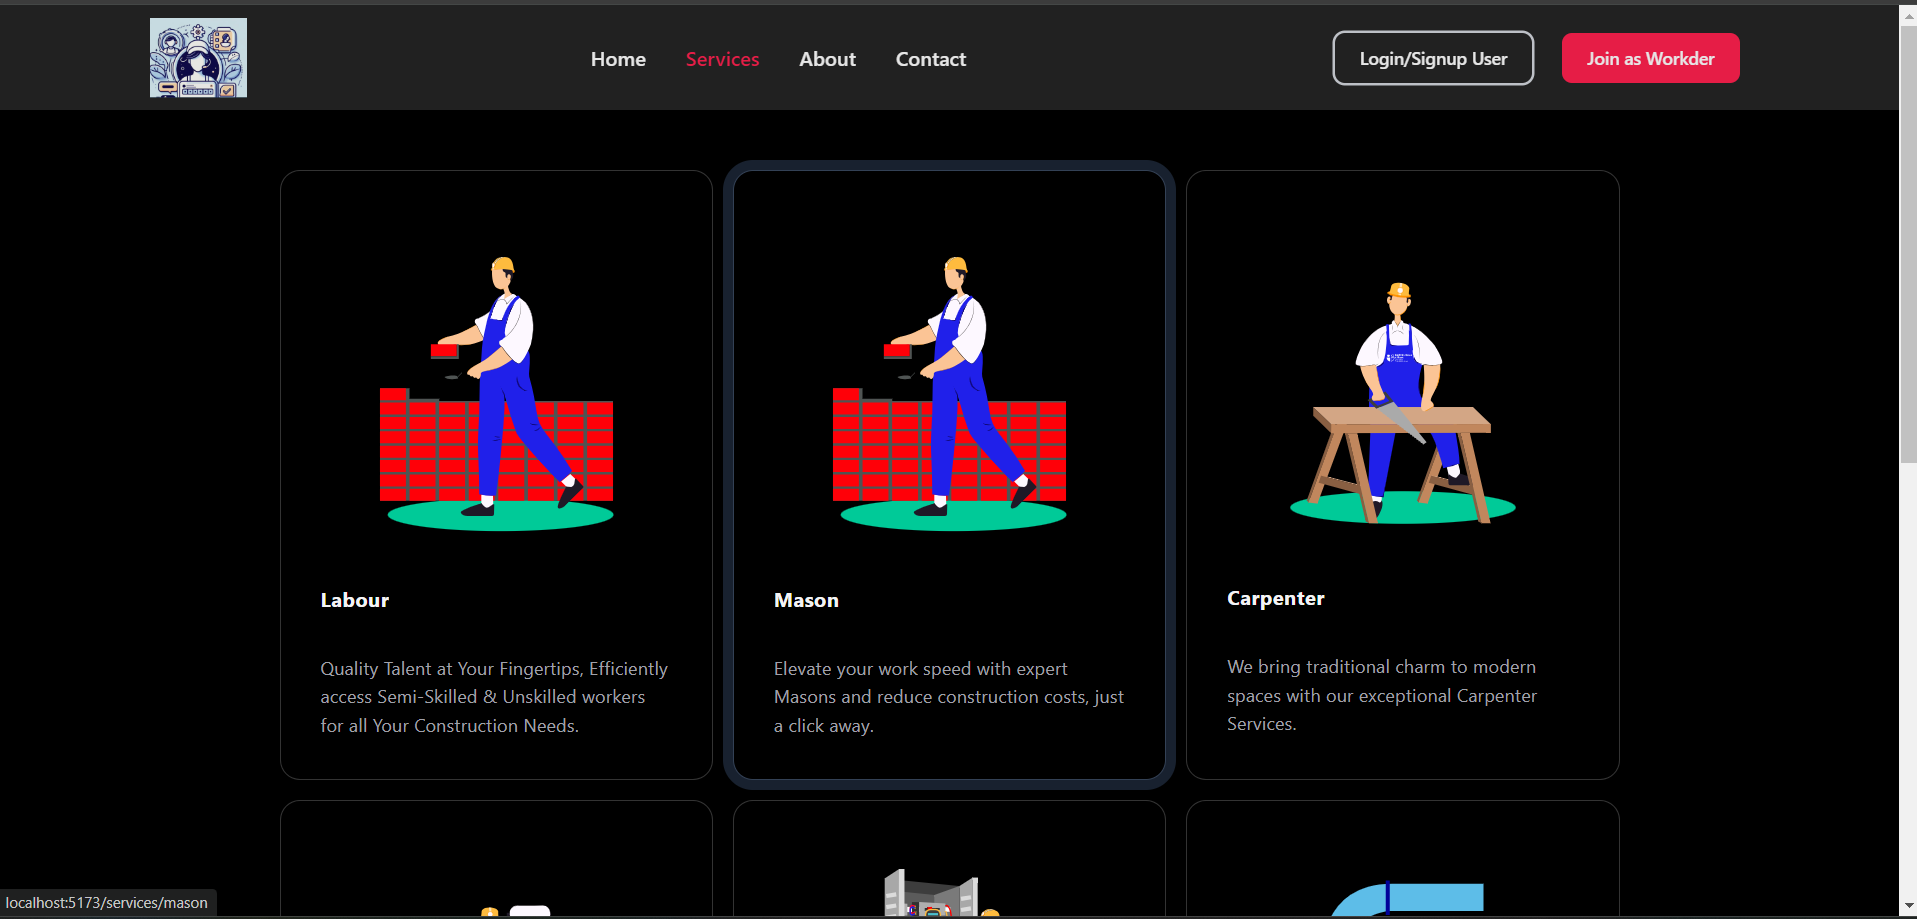 Home Services About Contact Login/Signup User Join as Workder
Labour
Quality Talent at Your Fingertips, Efficiently
access Semi-Skilled & Unskilled workers
for all Your Construction Needs.
Mason
Elevate your work speed with expert
Masons and reduce construction costs, just
a click away.
Carpenter
We bring traditional charm to modern
spaces with our exceptional Carpenter
Services.
localhost:5173/services/mason